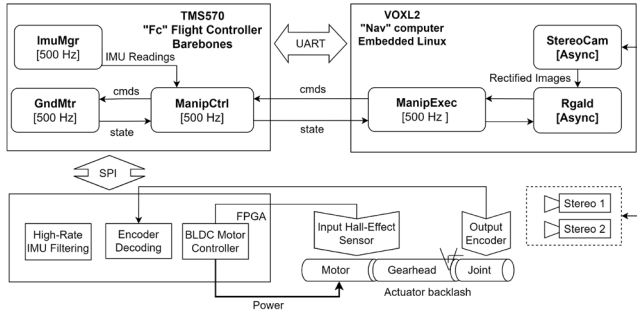 TMS570
"Fc" Flight Controller
Barebones
ImuMgr
[500 Hz]
IMU Readings
GndMtr
[500 Hz]
cmds
state
ManipCtrl
[500 Hz]
UART
cmds
state
VOXL2
"Nav" computer
Embedded Linux
StereoCam
[Async]
Rectified Images
ManipExec
[500 Hz ]
Rgald
[Async]
SPI
FPGA
High-Rate
IMU Filtering
Encoder
Decoding
BLDC Motor
Controller
Input Hall-Effect
Sensor
Output
Encoder
Motor
Gearhead
Joint
Actuator backlash
Power
Stereo 1
Stereo 2